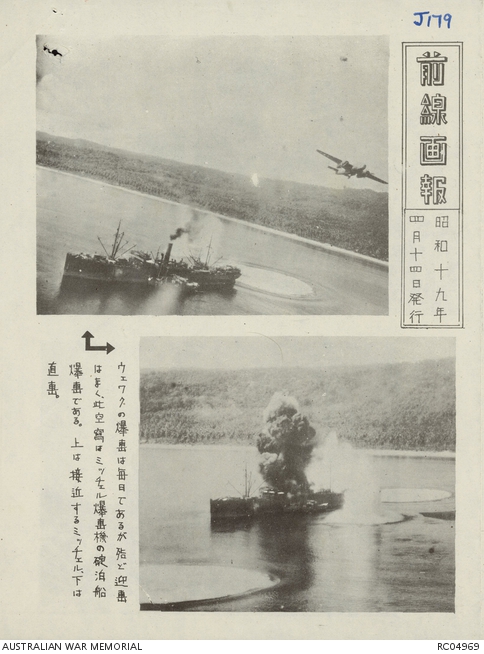 J179
前線画報
昭和十九年
四月十四日発行
ウェワクの爆撃は毎日であるが殆ど迎撃
はなく此空寫はミッチェル爆撃機の碇泊船
爆撃である。上は接近するミッチェル、下は
直撃。
AUSTRALIAN WAR MEMORIAL
RC04969